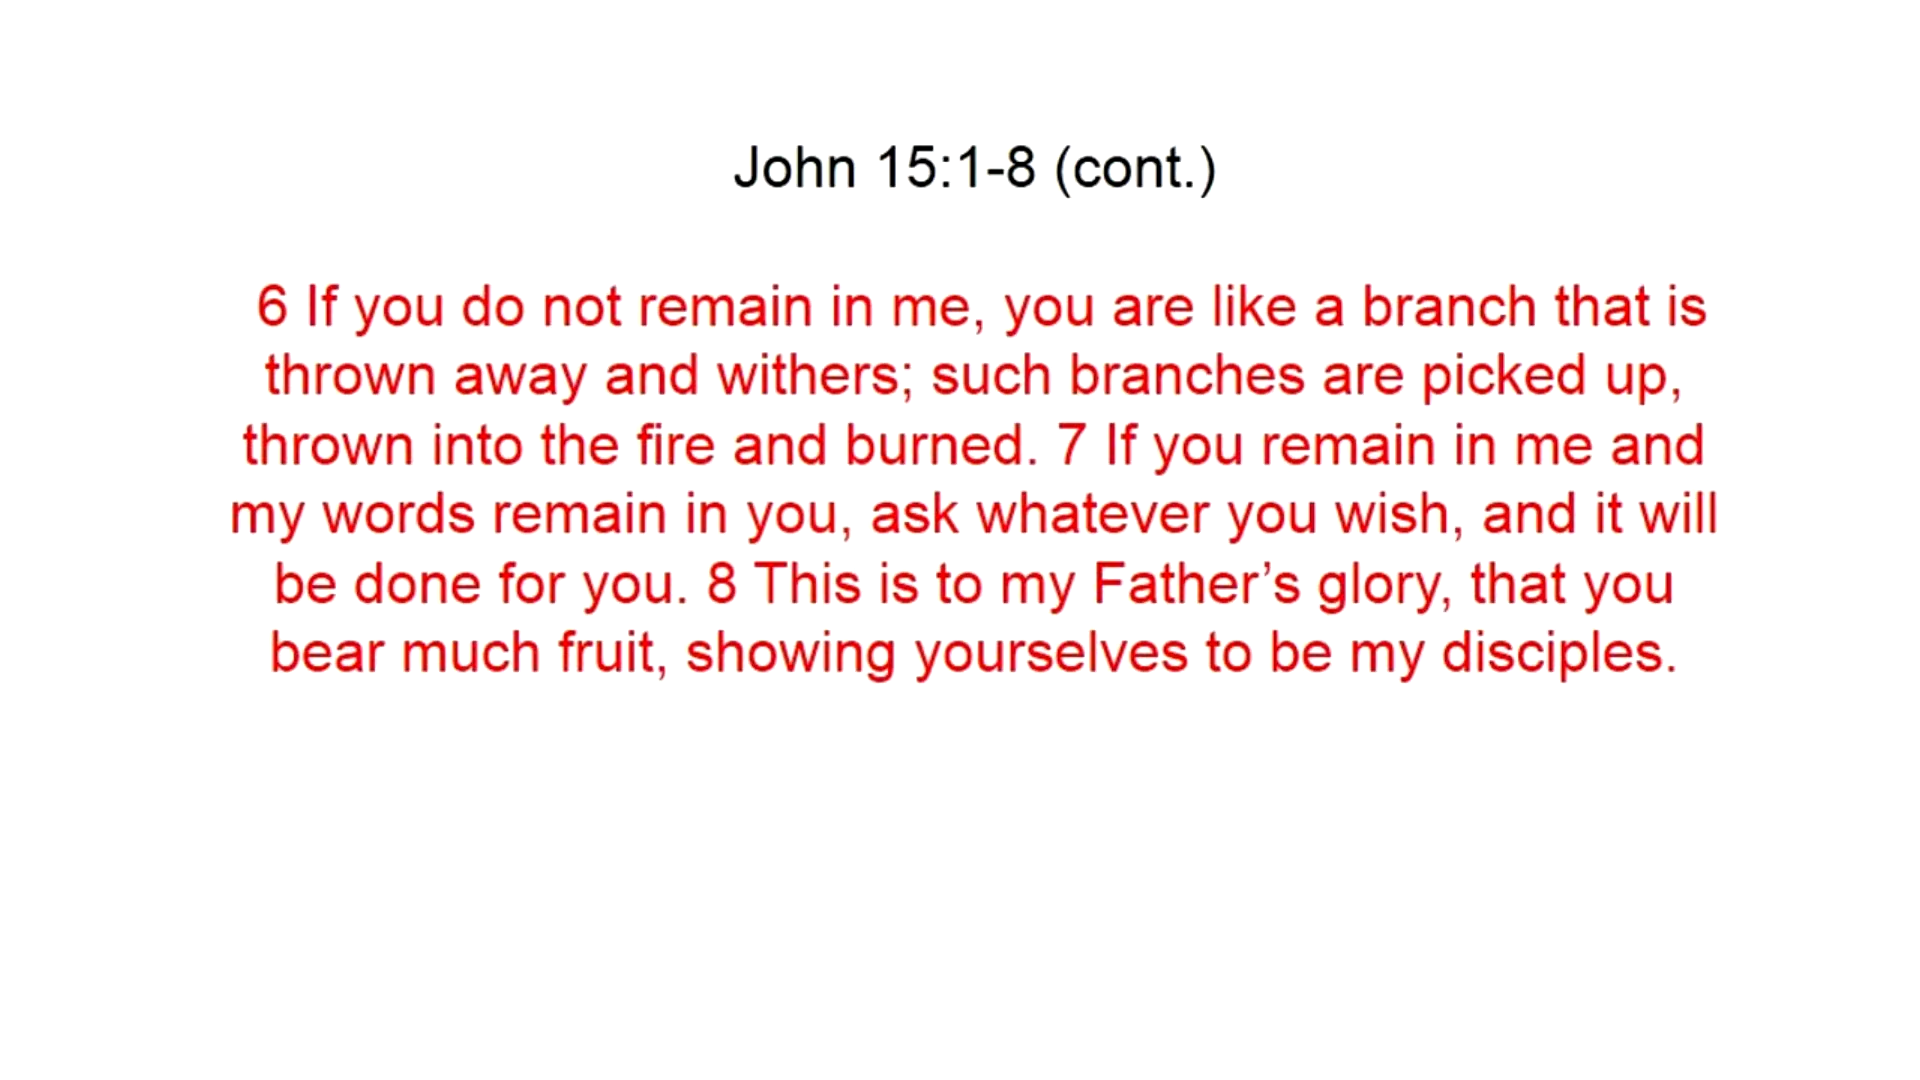 John 15:1-8 (cont.)
6 If you do not remain in me, you are like a branch that is
thrown away and withers; such branches are picked up,
thrown into the fire and burned. 7 If you remain in me and
my words remain in you, ask whatever you wish, and it will
be done for you. 8 This is to my Father’s glory, that you
bear much fruit, showing yourselves to be my disciples.